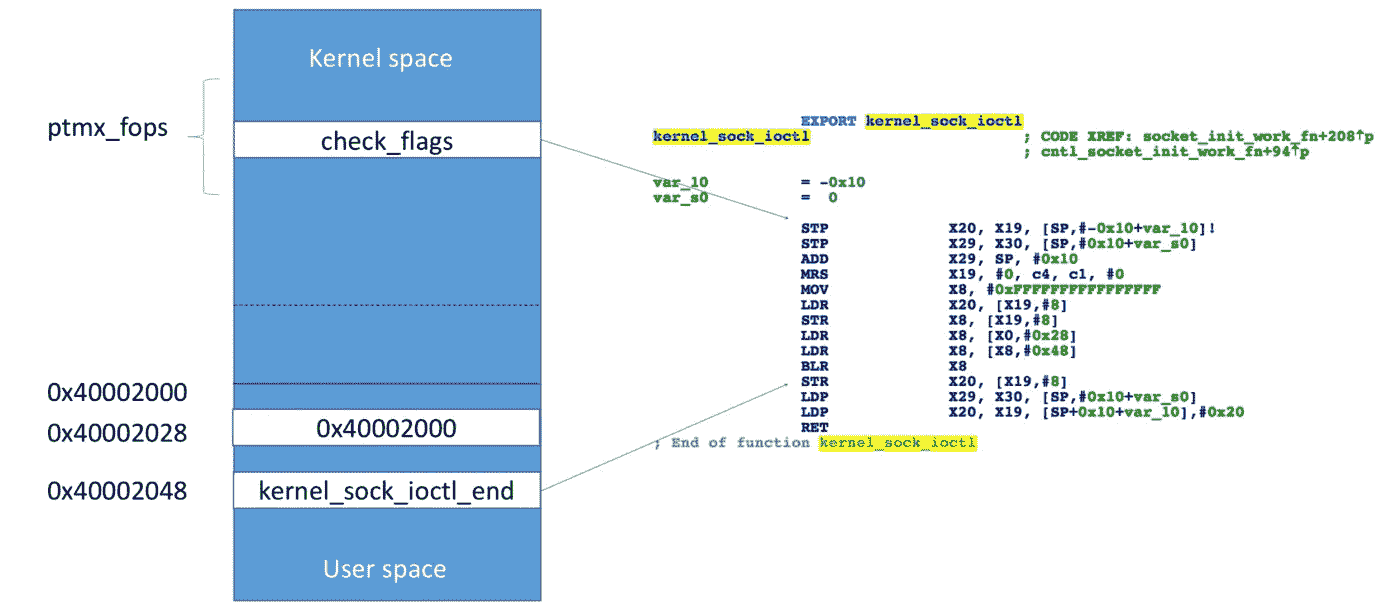 Kernel space
ptmx_fops
check_flags
0x40002000
0x40002028
0x40002000
0x40002048
kernel_sock_ioctl_end
User space
EXPORT kernel_sock_ioctl
kernel_sock_ioctl ; CODE XREF: socket_init_work_fn+208↑p
; cntl_socket_init_work_fn+94↑p
var_10 = -0x10
var_s0 = 0
STP X20, X19, [SP,#-0x10+var_10]!
STP X29, X30, [SP,#0x10+var_s0]
ADD X29, SP, #0x10
MRS X19, #0, c4, c1, #0
MOV X8, #0xFFFFFFFFFFFFFFFF
LDR X20, [X19,#8]
STR X8, [X19,#8]
LDR X8, [X0,#0x28]
LDR X8, [X8,#0x48]
BLR X8
STR X20, [X19,#8]
LDP X29, X30, [SP,#0x10+var_s0]
LDP X20, X19, [SP+0x10+var_10],#0x20
RET
; End of function kernel_sock_ioctl